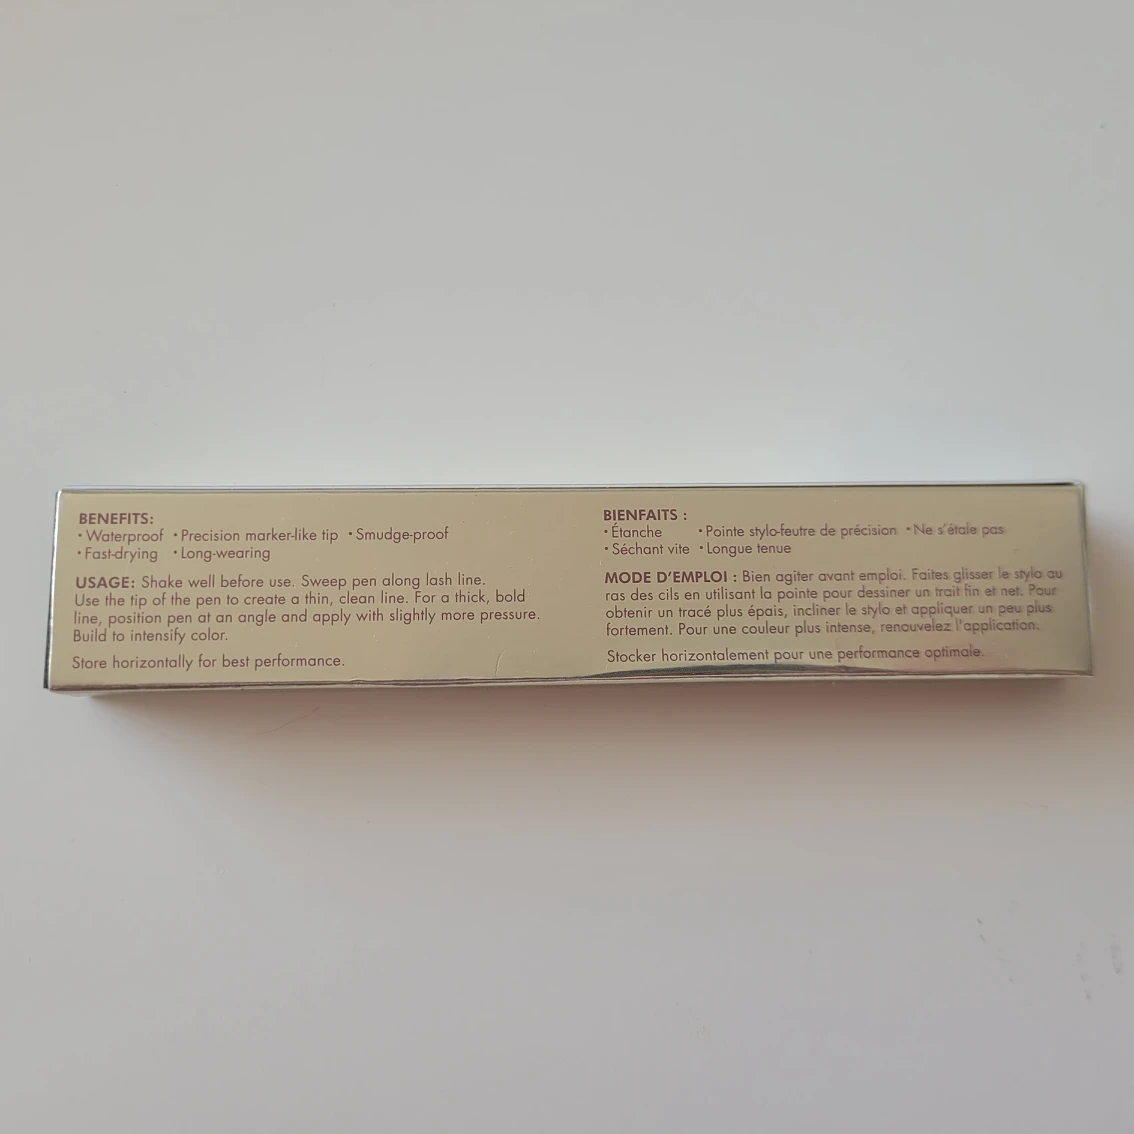 BENEFITS:
• Waterproof • Precision marker-like tip • Smudge-proof
• Fast-drying • Long-wearing
USAGE: Shake well before use. Sweep pen along lash line.
Use the tip of the pen to create a thin, clean line. For a thick, bold
line, position pen at an angle and apply with slightly more pressure.
Build to intensify color.
Store horizontally for best performance.
BIENFAITS :
• Étanche • Pointe stylo-feutre de précision • Ne s'étale pas
• Séchant vite • Longue tenue
MODE D'EMPLOI : Bien agiter avant emploi. Faites glisser le stylo au
ras des cils en utilisant la pointe pour dessiner un trait fin et net. Pour
obtenir un tracé plus épais, incliner le stylo et appliquer un peu plus
fortement. Pour une couleur plus intense, renouvelez l'application.
Stocker horizontalement pour une performance optimale.